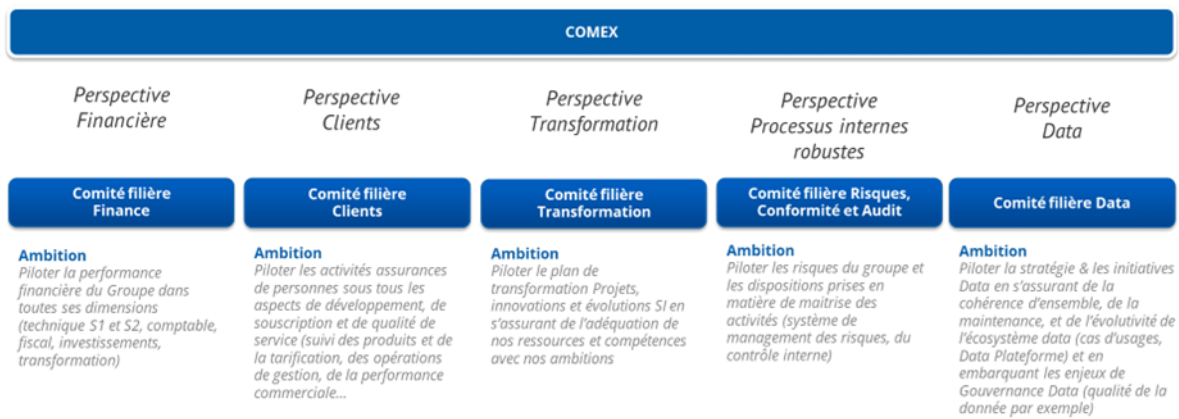 COMEX
Perspective
Financière
Perspective
Clients
Perspective
Transformation
Perspective
Processus internes
robustes
Perspective
Data
Comité filière
Finance
Comité filière
Clients
Comité filière
Transformation
Comité filière Risques,
Conformité et Audit
Comité filière Data
Ambition
Piloter la performance
financière du Groupe dans
toutes ses dimensions
(technique S1 et S2, comptable,
fiscal, investissements,
transformation)
Ambition
Piloter les activités assurances
de personnes sous tous les
aspects de développement, de
souscription et de qualité de
service (suivi des produits et de
la tarification, des opérations
de gestion, de la performance
commerciale...
Ambition
Piloter le plan de
transformation Projets,
innovations et évolutions SI en
s'assurant de l'adéquation de
nos ressources et compétences
avec nos ambitions
Ambition
Piloter les risques du groupe et
les dispositions prises en
matière de maitrise des
activités (système de
management des risques, du
contrôle interne)
Ambition
Piloter la stratégie & les initiatives
Data en s'assurant de la
cohérence d'ensemble, de la
maintenance, et de l'évolutivité de
l'écosystème data (cas d'usages,
Data Plateforme) et en
embarquant les enjeux de
Gouvernance Data (qualité de la
donnée par exemple)